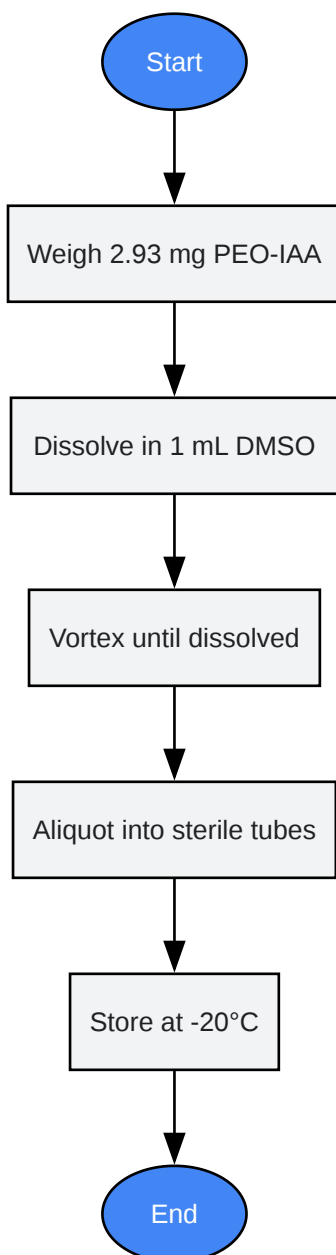 Start
Weigh 2.93 mg PEO-IAA
Dissolve in 1 mL DMSO
Vortex until dissolved
Aliquot into sterile tubes
Store at -20°C
End